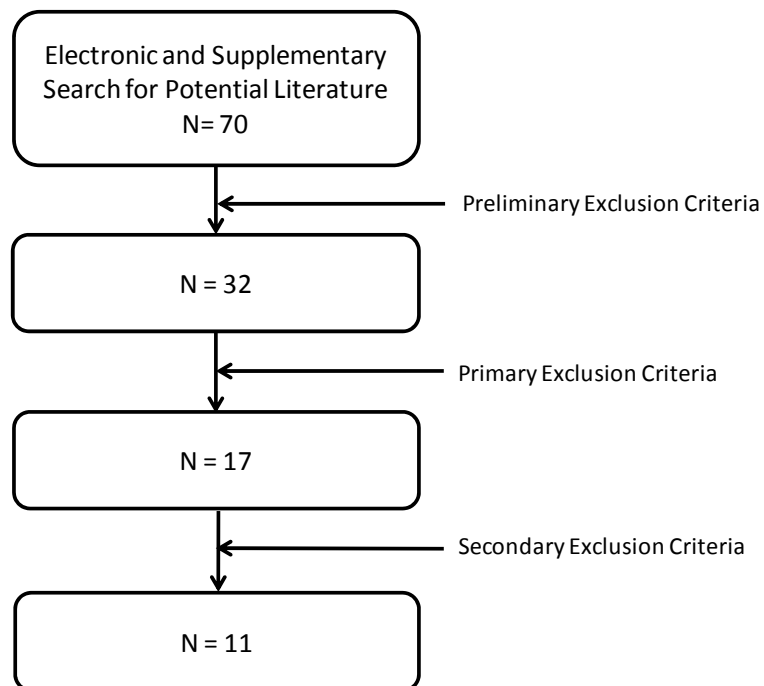 Electronic and Supplementary
Search for Potential Literature
N= 70
Preliminary Exclusion Criteria
N = 32
Primary Exclusion Criteria
N = 17
Secondary Exclusion Criteria
N = 11